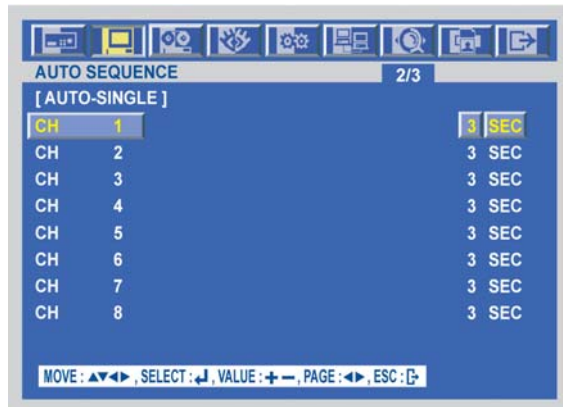 AUTO SEQUENCE 2/3
[ AUTO-SINGLE ]
CH 1 3 SEC
CH 2 3 SEC
CH 3 3 SEC
CH 4 3 SEC
CH 5 3 SEC
CH 6 3 SEC
CH 7 3 SEC
CH 8 3 SEC
MOVE : ▲▼◀▶ , SELECT : ↵ , VALUE : + − , PAGE : ◀▶ , ESC :